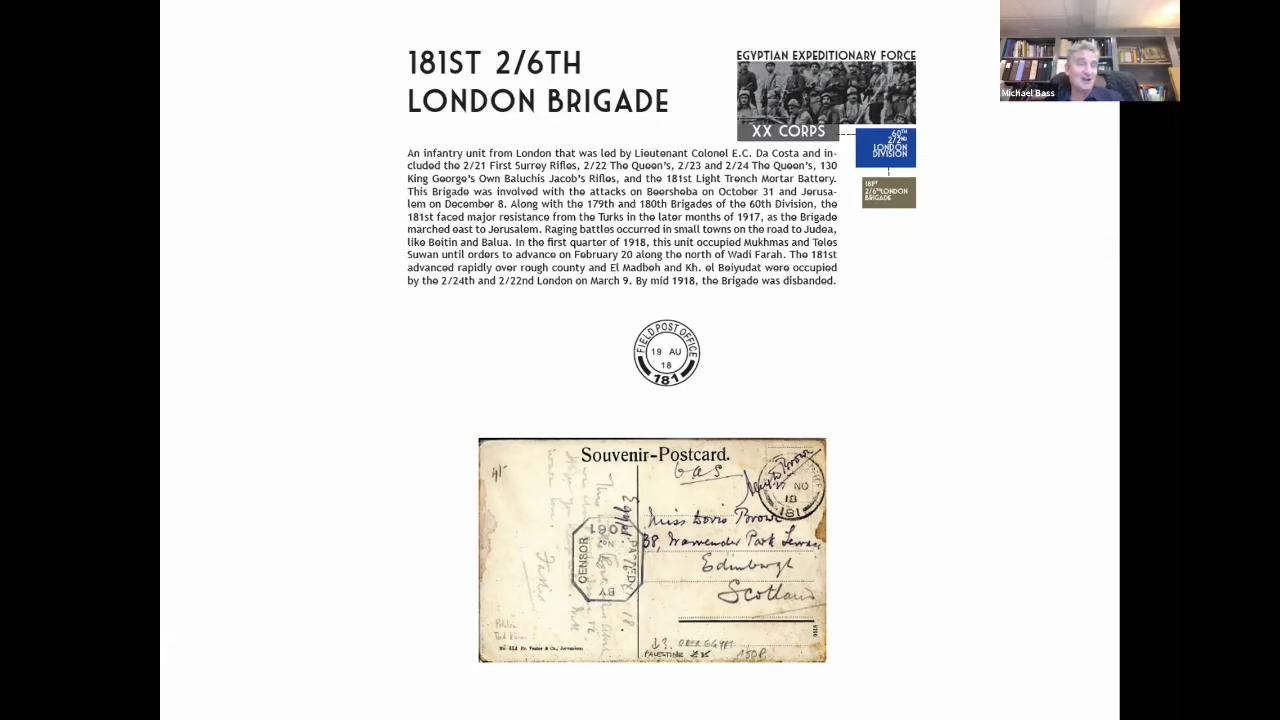 181ST 2/6TH
LONDON BRIGADE
EGYPTIAN EXPEDITIONARY FORCE
XX CORPS
60TH
2/2ND
LONDON
DIVISION
181ST
2/6TH LONDON
BRIGADE
Michael Bass
An infantry unit from London that was led by Lieutenant Colonel E.C. Da Costa and in-
cluded the 2/21 First Surrey Rifles, 2/22 The Queen's, 2/23 and 2/24 The Queen's, 130
King George's Own Baluchis Jacob's Rifles, and the 181st Light Trench Mortar Battery.
This Brigade was involved with the attacks on Beersheba on October 31 and Jerusa-
lem on December 8. Along with the 179th and 180th Brigades of the 60th Division, the
181st faced major resistance from the Turks in the later months of 1917, as the Brigade
marched east to Jerusalem. Raging battles occurred in small towns on the road to Judea,
like Beitin and Balua. In the first quarter of 1918, this unit occupied Mukhmas and Teles
Suwan until orders to advance on February 20 along the north of Wadi Farah. The 181st
advanced rapidly over rough county and El Madbeh and Kh. el Beiyudat were occupied
by the 2/24th and 2/22nd London on March 9. By mid 1918, the Brigade was disbanded.
FIELD POST OFFICE
19 AU
18
181
Souvenir-Postcard.
NO
18
181
Miss Doris Brown
38, Warrender Park
Edinburgh
Scotland
PASSED
BY
CENSOR
1061
Egypt
Father
PALESTINE